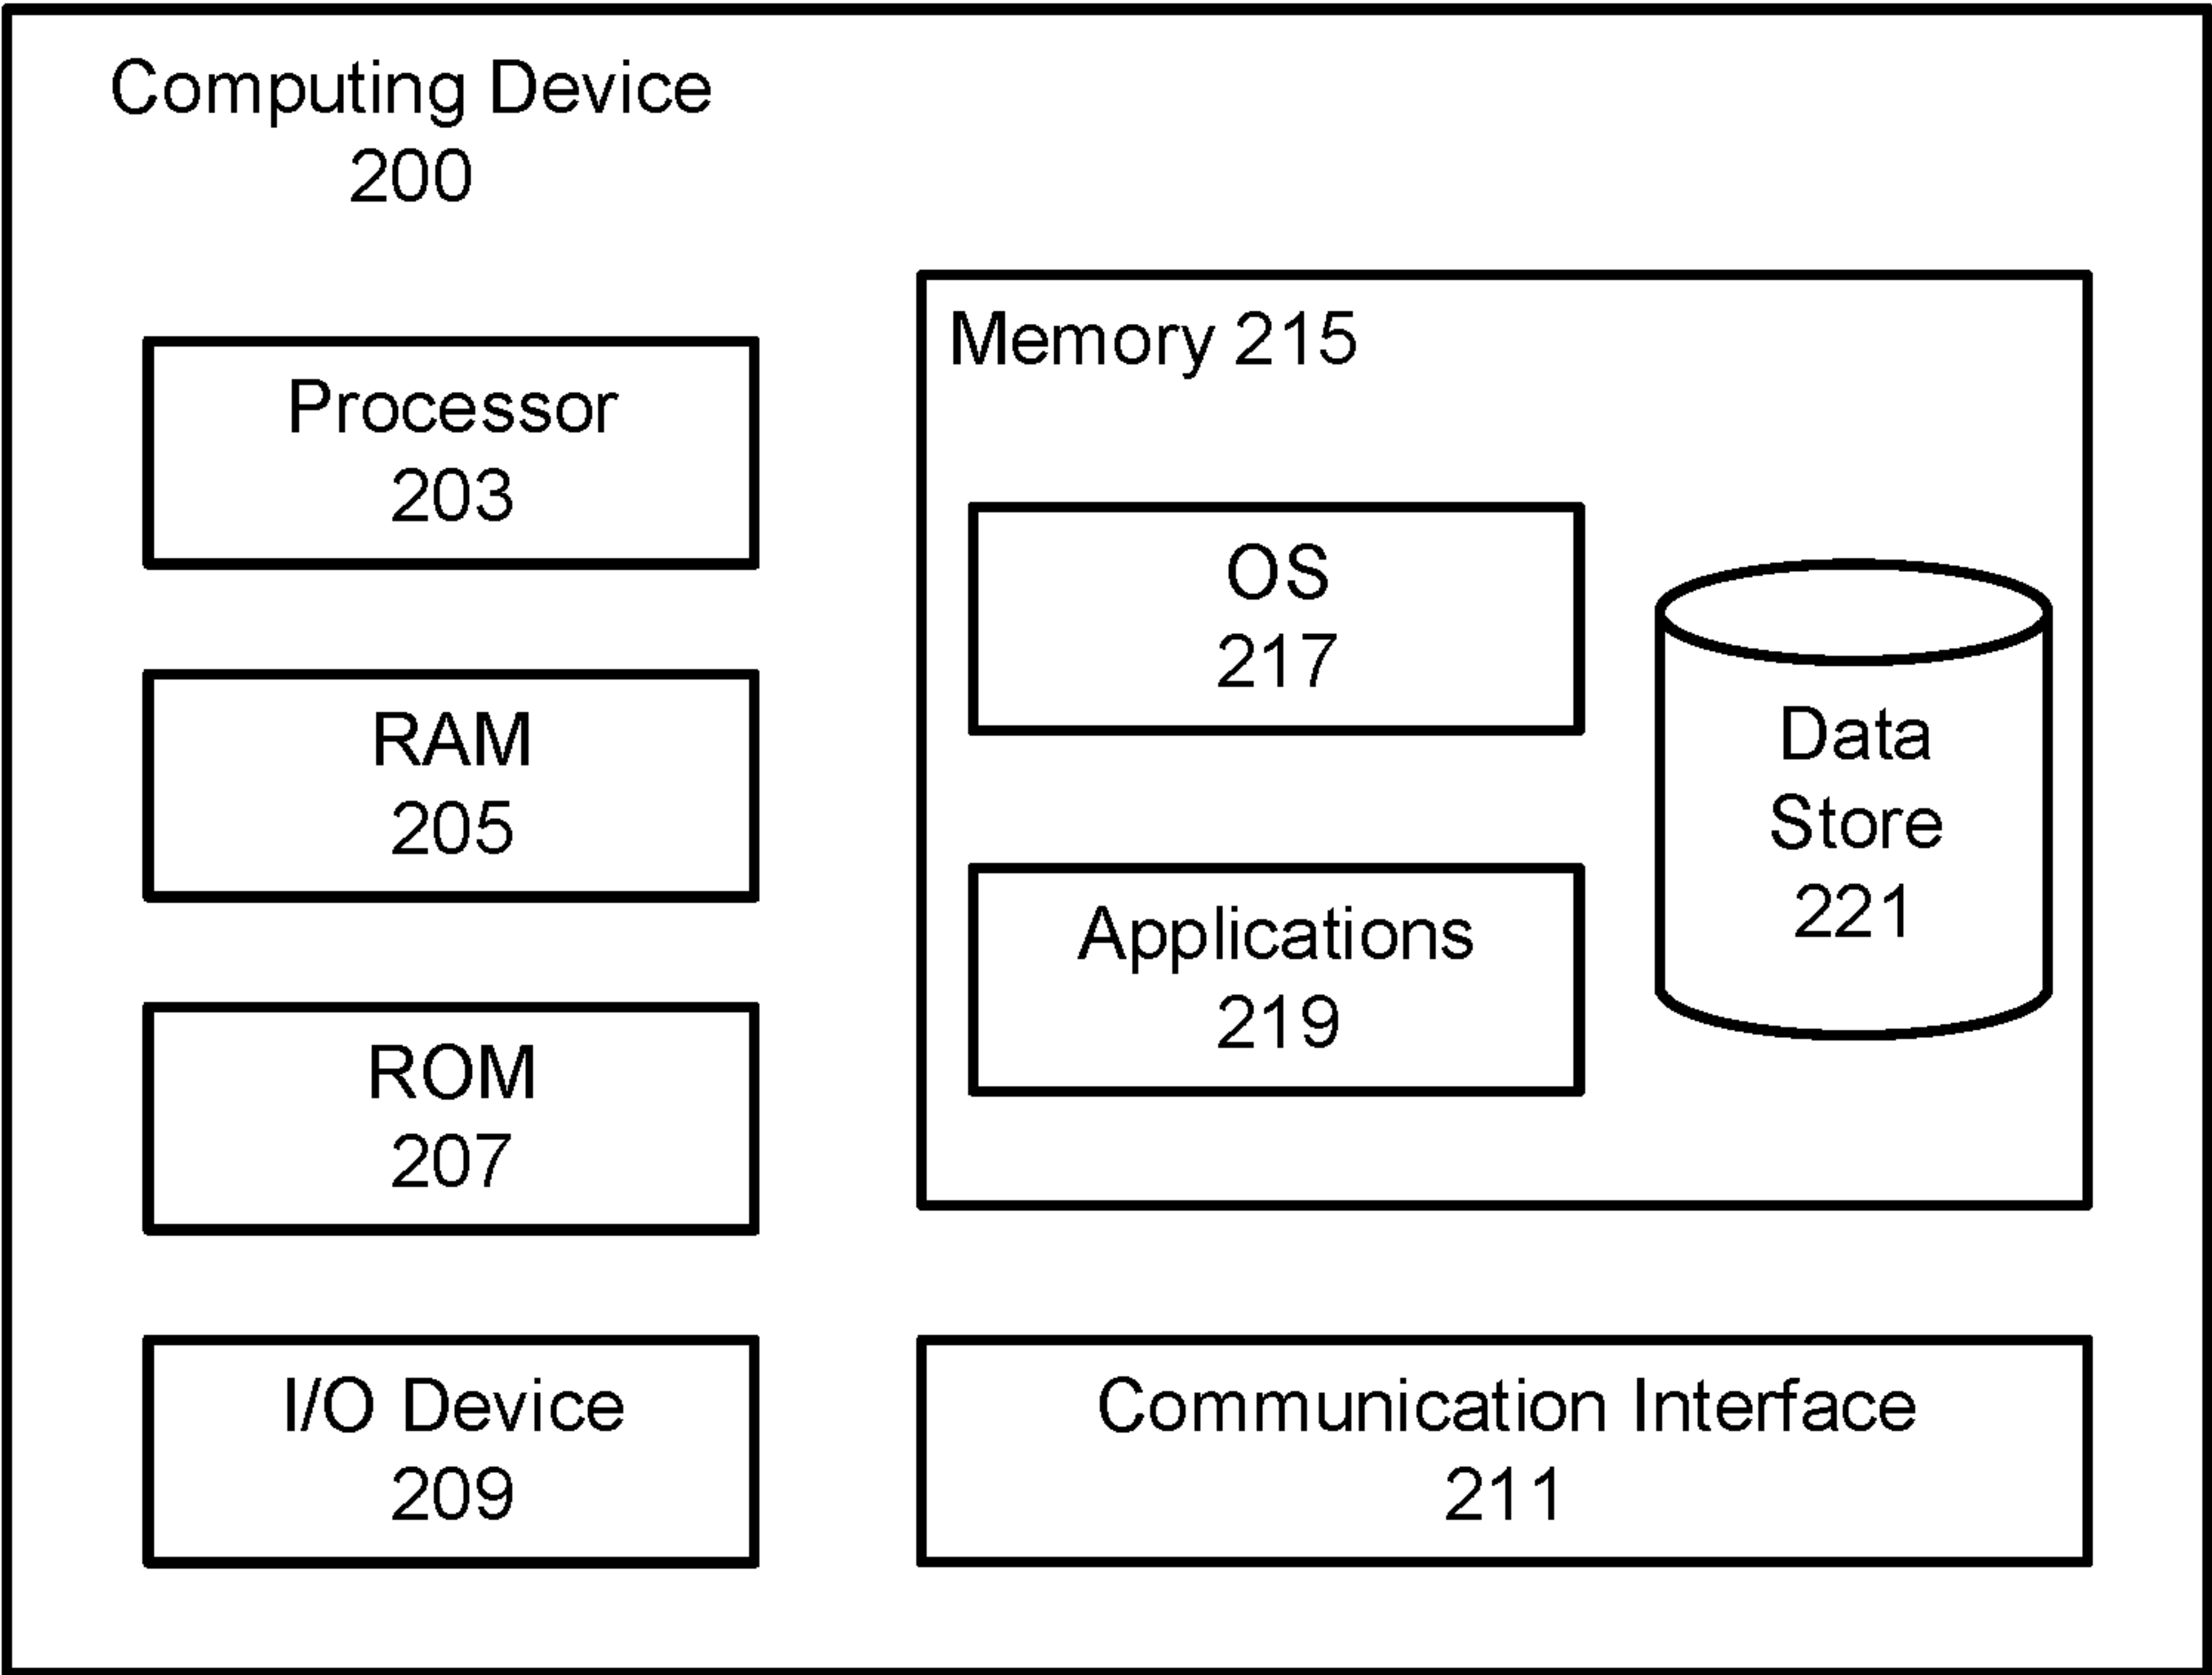 Computing Device
200
Processor
203
RAM
205
ROM
207
I/O Device
209
Memory 215
OS
217
Applications
219
Data
Store
221
Communication Interface
211